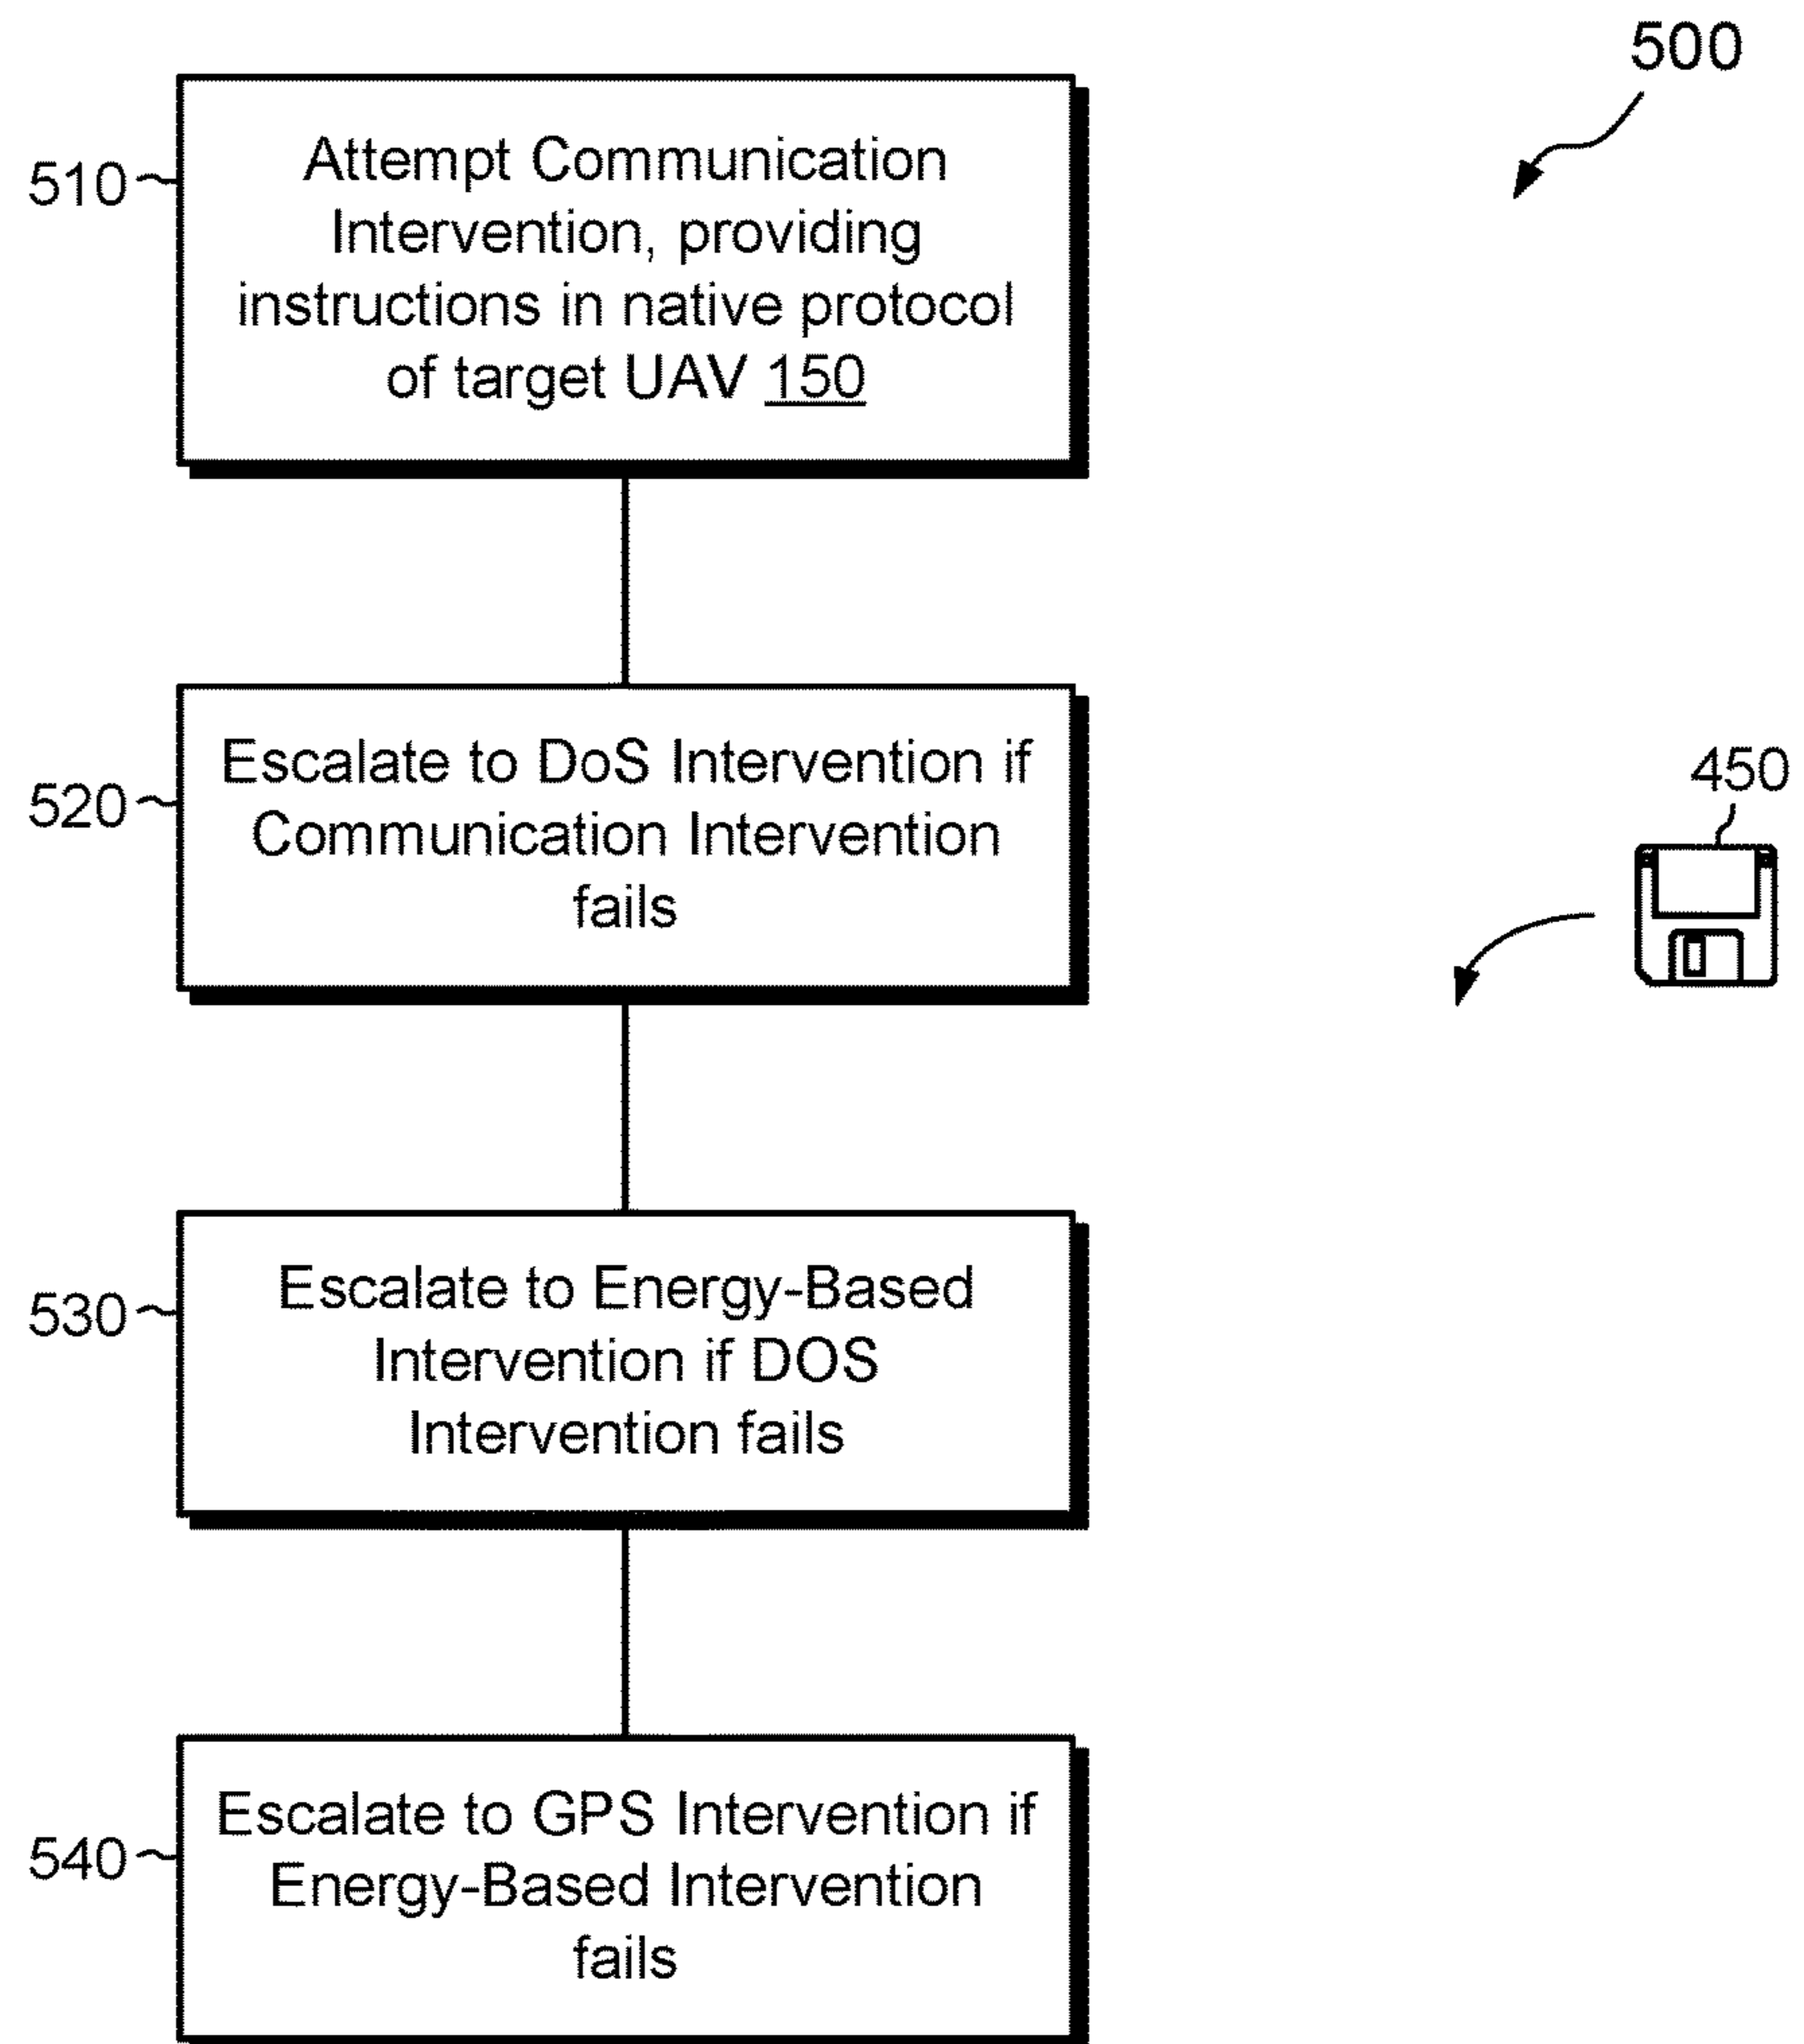 500
510
Attempt Communication
Intervention, providing
instructions in native protocol
of target UAV 150
520
Escalate to DoS Intervention if
Communication Intervention
fails
450
530
Escalate to Energy-Based
Intervention if DOS
Intervention fails
540
Escalate to GPS Intervention if
Energy-Based Intervention
fails